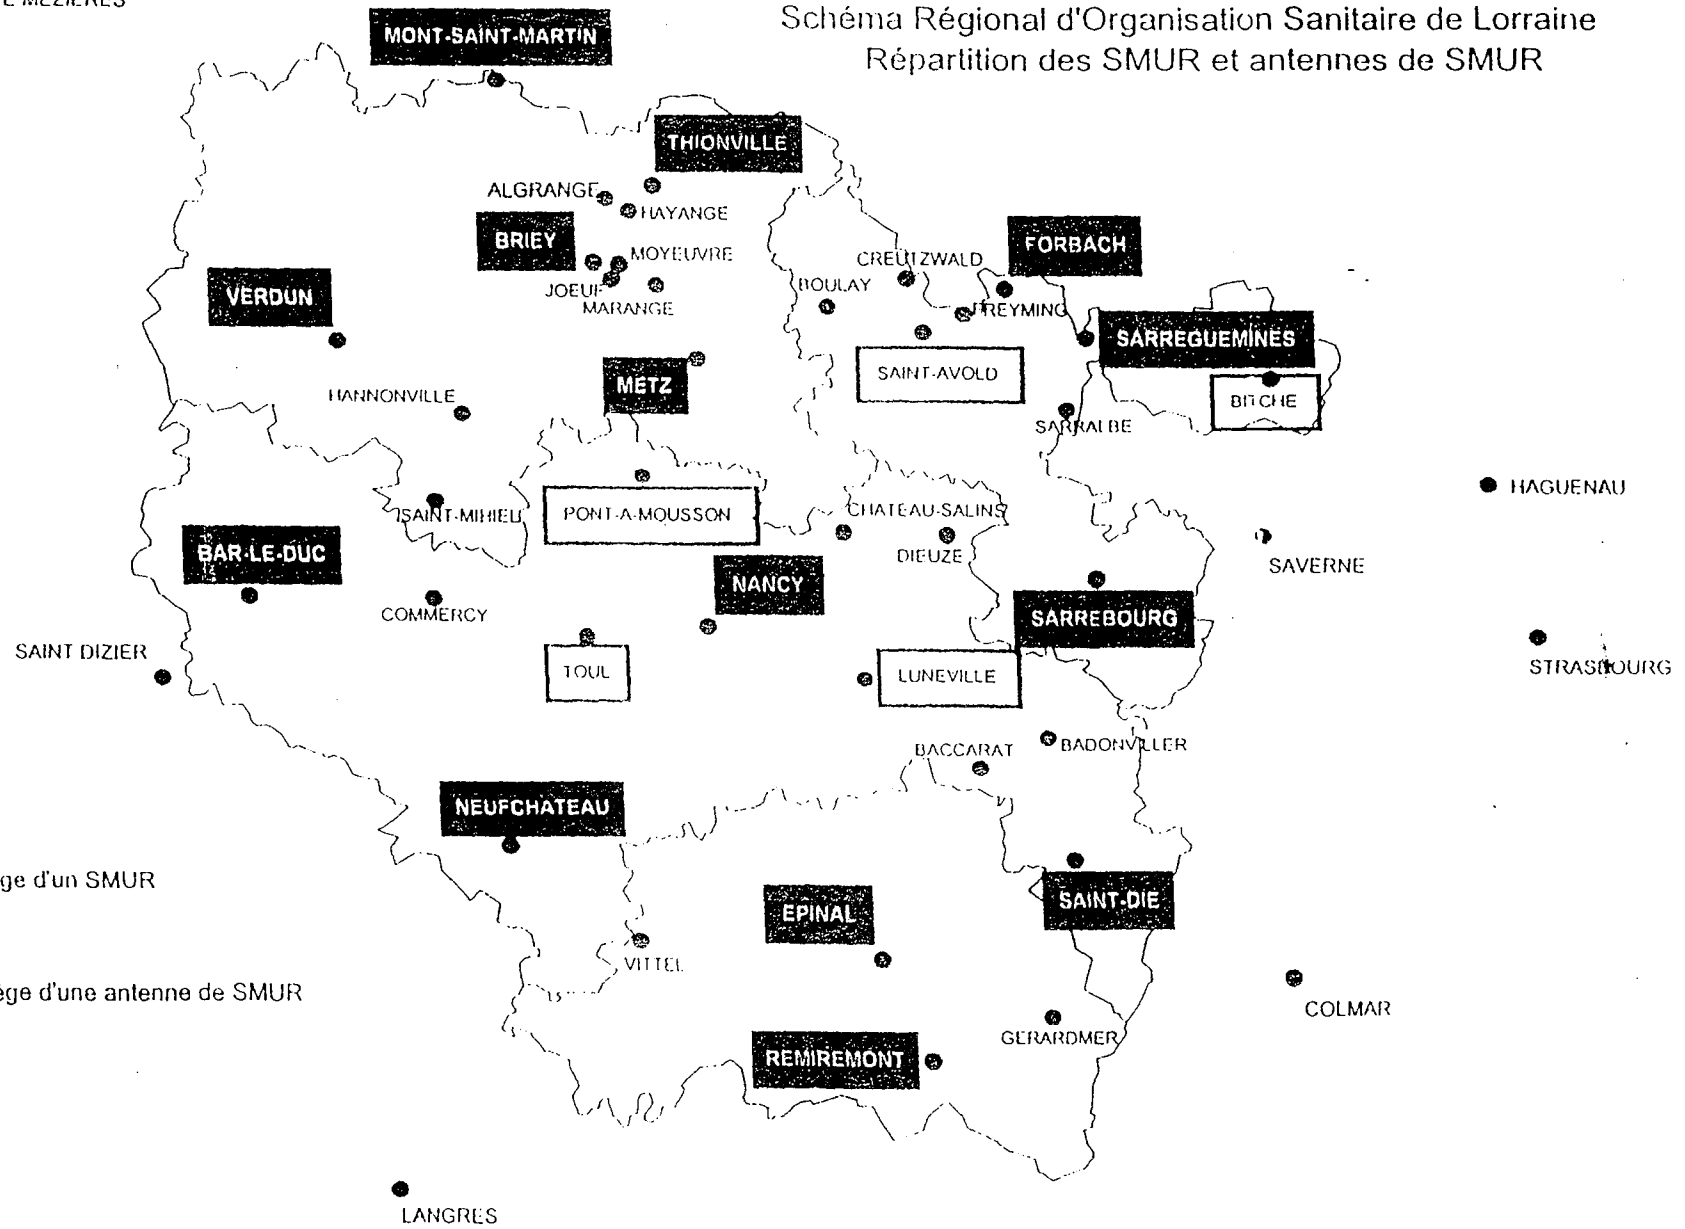 E MEZIERES
Schéma Régional d'Organisation Sanitaire de Lorraine
Répartition des SMUR et antennes de SMUR
MONT-SAINT-MARTIN
THIONVILLE
ALGRANGE
HAYANGE
BRIEY
MOYEUVRE
JOEUF
MARANGE
FORBACH
CREUTZWALD
BOULAY
FREYMING
VERDUN
SARREGUEMINES
METZ
SAINT-AVOLD
BITCHE
HANNONVILLE
SARRALBE
HAGUENAU
SAINT-MIHIEL
PONT-A-MOUSSON
CHATEAU-SALINS
BAR-LE-DUC
DIEUZE
SAVERNE
NANCY
COMMERCY
SARREBOURG
SAINT DIZIER
TOUL
LUNEVILLE
STRASBOURG
BACCARAT
BADONVILLER
NEUFCHATEAU
ge d'un SMUR
EPINAL
SAINT-DIE
VITTEL
ège d'une antenne de SMUR
COLMAR
GERARDMER
REMIREMONT
LANGRES